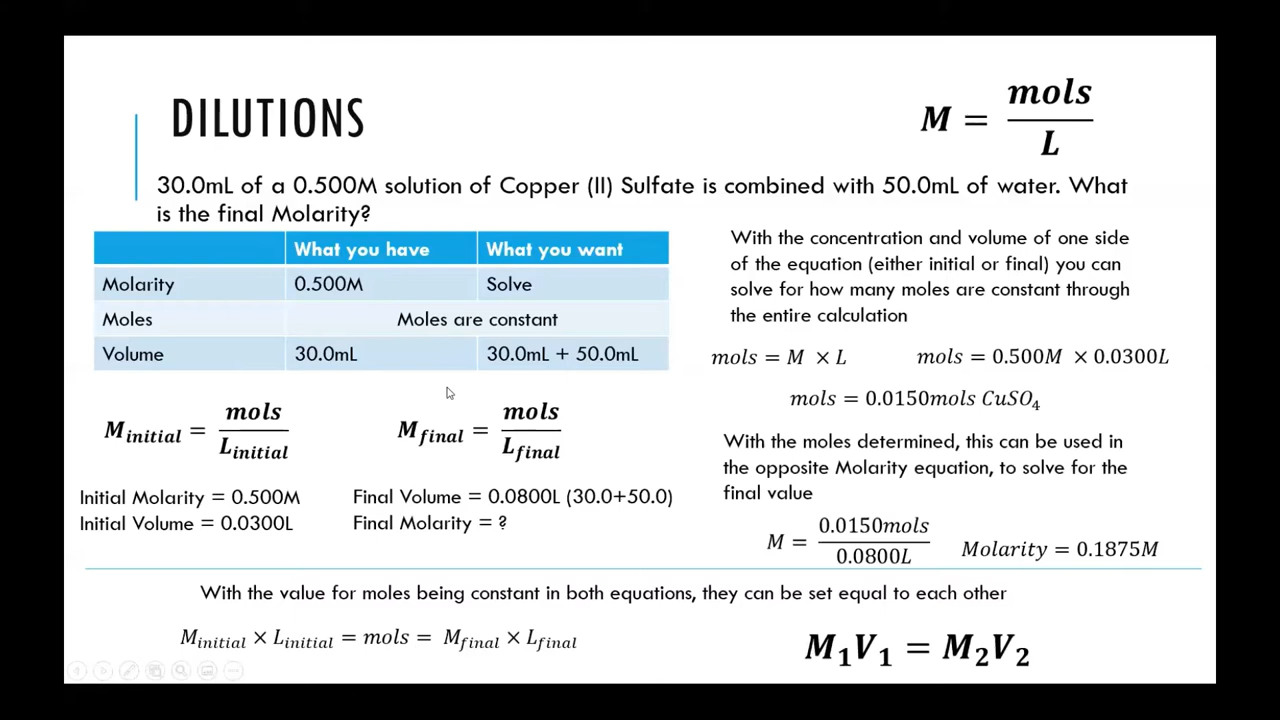 DILUTIONS
M = mols / L
30.0mL of a 0.500M solution of Copper (II) Sulfate is combined with 50.0mL of water. What
is the final Molarity?
What you have What you want
Molarity 0.500M Solve
Moles Moles are constant
Volume 30.0mL 30.0mL + 50.0mL
M_initial = mols / L_initial
M_final = mols / L_final
Initial Molarity = 0.500M
Initial Volume = 0.0300L
Final Volume = 0.0800L (30.0+50.0)
Final Molarity = ?
With the concentration and volume of one side
of the equation (either initial or final) you can
solve for how many moles are constant through
the entire calculation
mols = M × L
mols = 0.500M × 0.0300L
mols = 0.0150mols CuSO₄
With the moles determined, this can be used in
the opposite Molarity equation, to solve for the
final value
M = 0.0150mols / 0.0800L
Molarity = 0.1875M
With the value for moles being constant in both equations, they can be set equal to each other
M_initial × L_initial = mols = M_final × L_final
M₁V₁ = M₂V₂